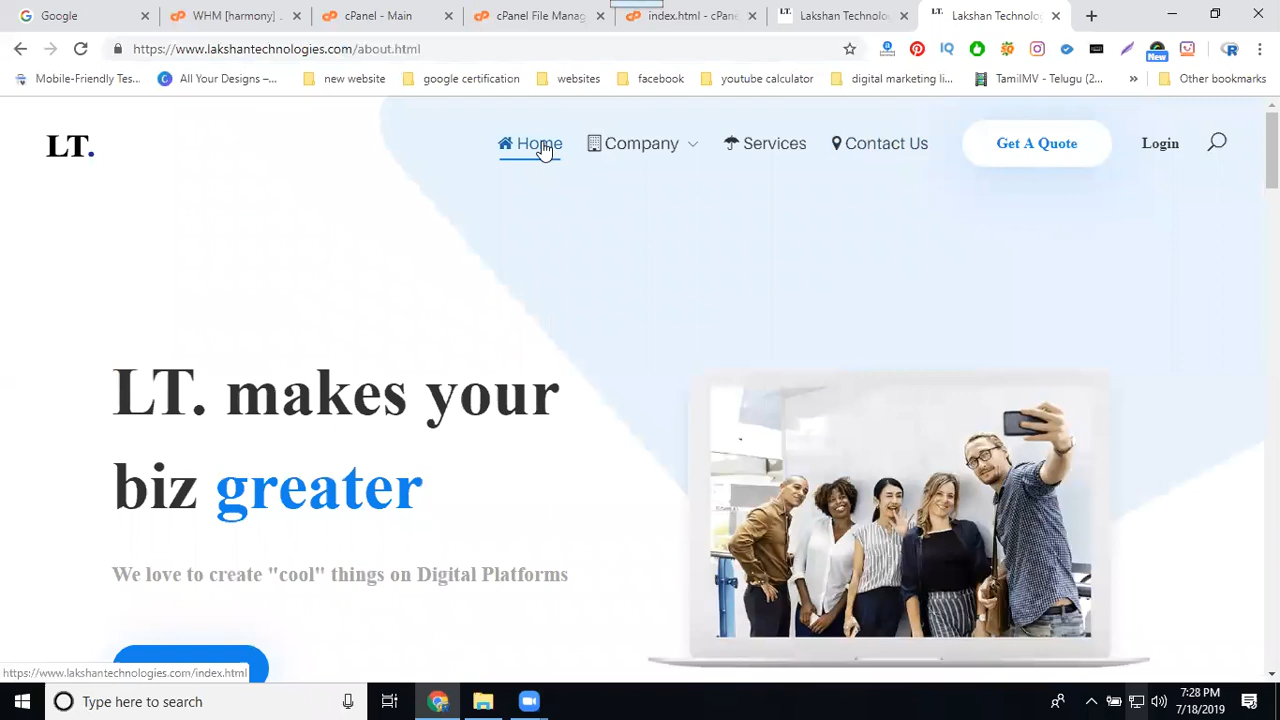 Google
WHM [harmony]
cPanel - Main
cPanel File Manag
index.html - cPane
LT.
Lakshan Technolo
LT.
Lakshan Technolog
https://www.lakshantechnologies.com/about.html
New
Mobile-Friendly Tes...
All Your Designs –...
new website
google certification
websites
facebook
youtube calculator
digital marketing li...
TamilMV - Telugu (2...
»
Other bookmarks
LT.
Home
Company
Services
Contact Us
Get A Quote
Login
LT. makes your
biz greater
We love to create "cool" things on Digital Platforms
https://www.lakshantechnologies.com/index.html
Type here to search
7:28 PM
7/18/2019